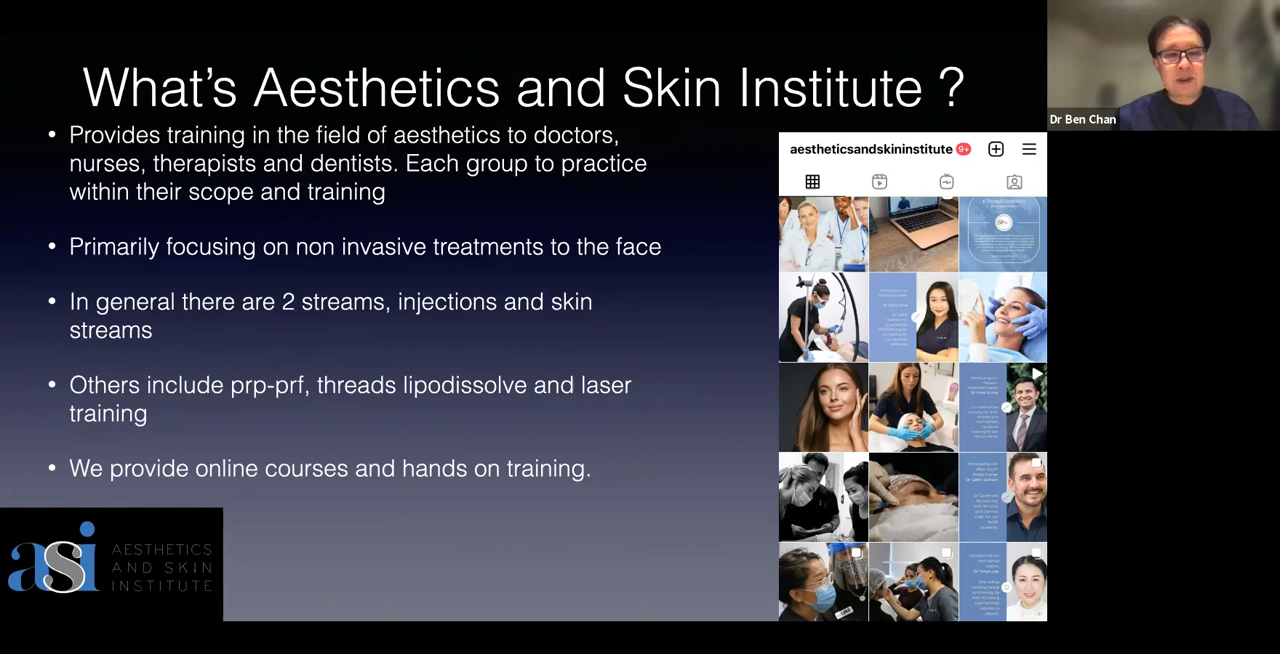 What's Aesthetics and Skin Institute ?
• Provides training in the field of aesthetics to doctors,
nurses, therapists and dentists. Each group to practice
within their scope and training
• Primarily focusing on non invasive treatments to the face
• In general there are 2 streams, injections and skin
streams
• Others include prp-prf, threads lipodissolve and laser
training
• We provide online courses and hands on training.
asi
AESTHETICS
AND SKIN
INSTITUTE
aestheticsandskininstitute 9+
Dr Ben Chan